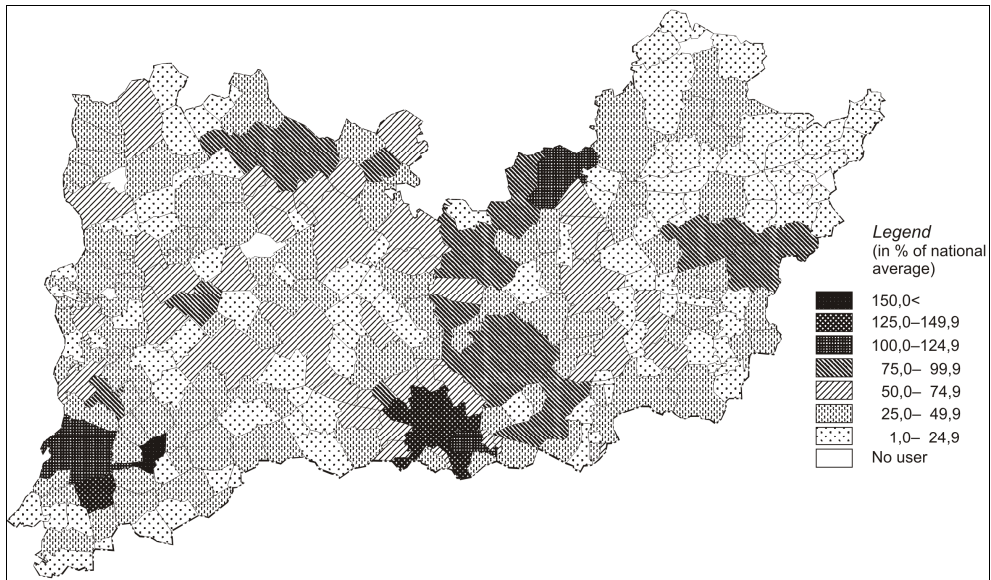 Legend
(in % of national
average)
150,0<
125,0–149,9
100,0–124,9
75,0– 99,9
50,0– 74,9
25,0– 49,9
1,0– 24,9
No user